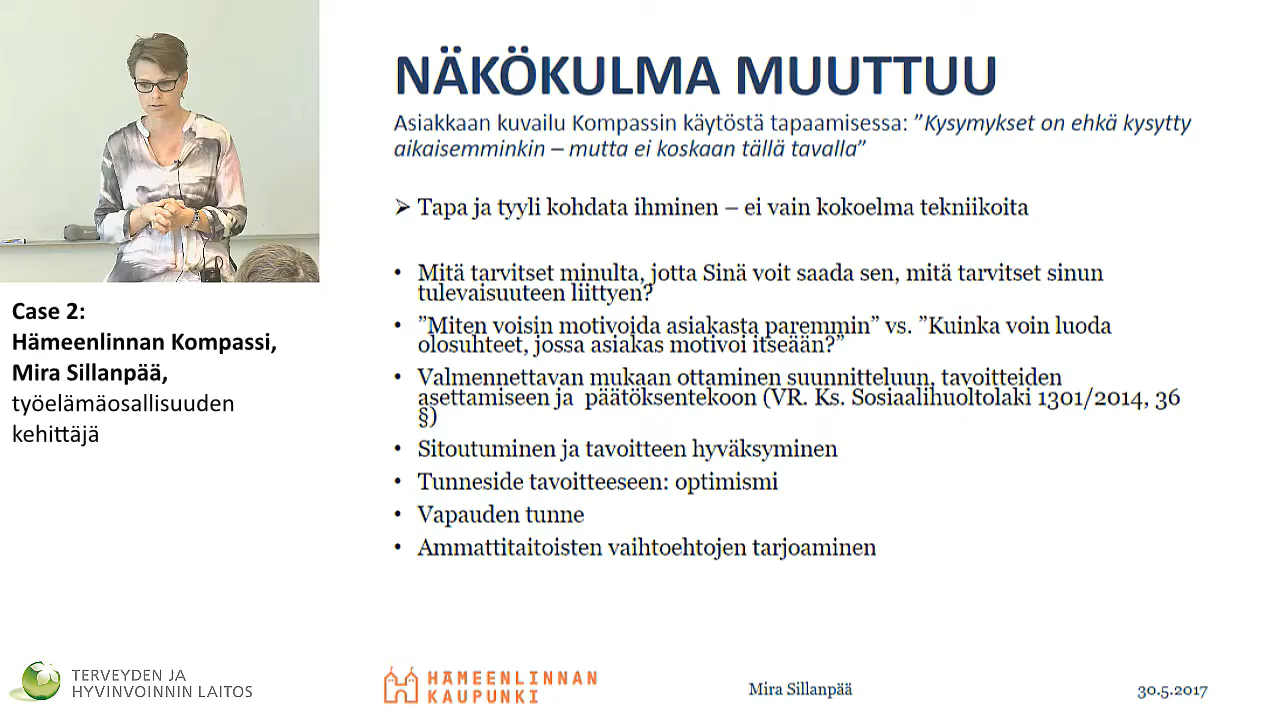 NÄKÖKULMA MUUTTUU
Asiakkaan kuvailu Kompassin käytöstä tapaamisessa: ”Kysymykset on ehkä kysytty
aikaisemminkin – mutta ei koskaan tällä tavalla”
➢ Tapa ja tyyli kohdata ihminen – ei vain kokoelma tekniikoita
• Mitä tarvitset minulta, jotta Sinä voit saada sen, mitä tarvitset sinun
tulevaisuuteen liittyen?
• ”Miten voisin motivoida asiakasta paremmin” vs. ”Kuinka voin luoda
olosuhteet, jossa asiakas motivoi itseään?”
• Valmennettavan mukaan ottaminen suunnitteluun, tavoitteiden
asettamiseen ja päätöksentekoon (VR. Ks. Sosiaalihuoltolaki 1301/2014, 36
§)
• Sitoutuminen ja tavoitteen hyväksyminen
• Tunneside tavoitteeseen: optimismi
• Vapauden tunne
• Ammattitaitoisten vaihtoehtojen tarjoaminen
Case 2:
Hämeenlinnan Kompassi,
Mira Sillanpää,
työelämäosallisuuden
kehittäjä
TERVEYDEN JA
HYVINVOINNIN LAITOS
HÄMEENLINNAN
KAUPUNKI
Mira Sillanpää
30.5.2017